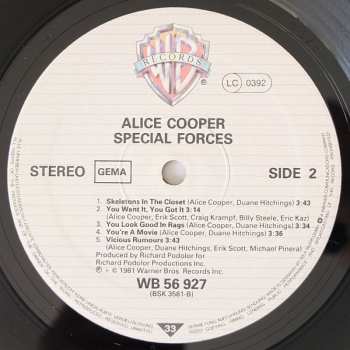 RECORDS
LC 0392
ALICE COOPER
SPECIAL FORCES
STEREO GEMA SIDE 2
1. Skeletons In The Closet (Alice Cooper, Duane Hitchings) 3:43
2. You Want It, You Got It 3:14
(Alice Cooper, Erik Scott, Craig Krampf, Billy Steele, Eric Kaz)
3. You Look Good In Rags (Alice Cooper, Duane Hitchings) 3:34
4. You're A Movie (Alice Cooper, Duane Hitchings) 3:36
5. Vicious Rumours 3:43
(Alice Cooper, Duane Hitchings, Erik Scott, Michael Pinera)
Produced by Richard Podolor for
Richard Podolor Productions Inc.
℗ © 1981 Warner Bros. Records Inc.
WB 56 927
(BSK 3581-B)
33